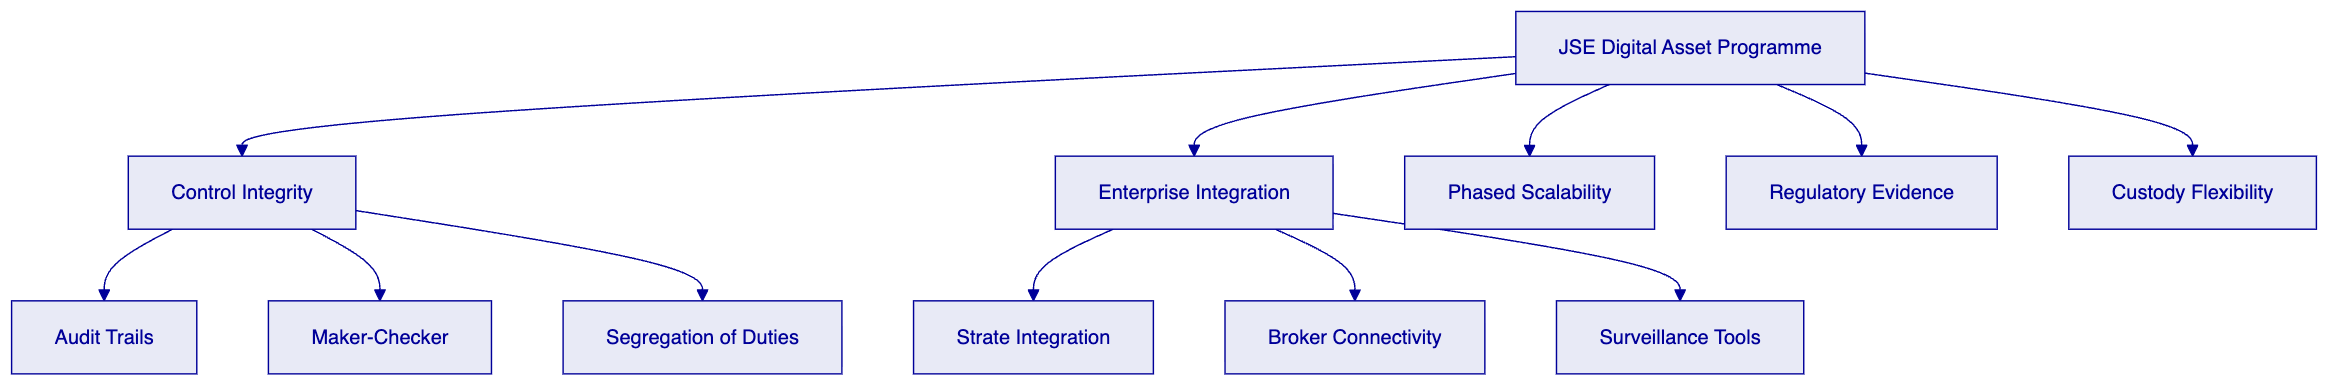 JSE Digital Asset Programme
Control Integrity
Enterprise Integration
Phased Scalability
Regulatory Evidence
Custody Flexibility
Audit Trails
Maker-Checker
Segregation of Duties
Strate Integration
Broker Connectivity
Surveillance Tools